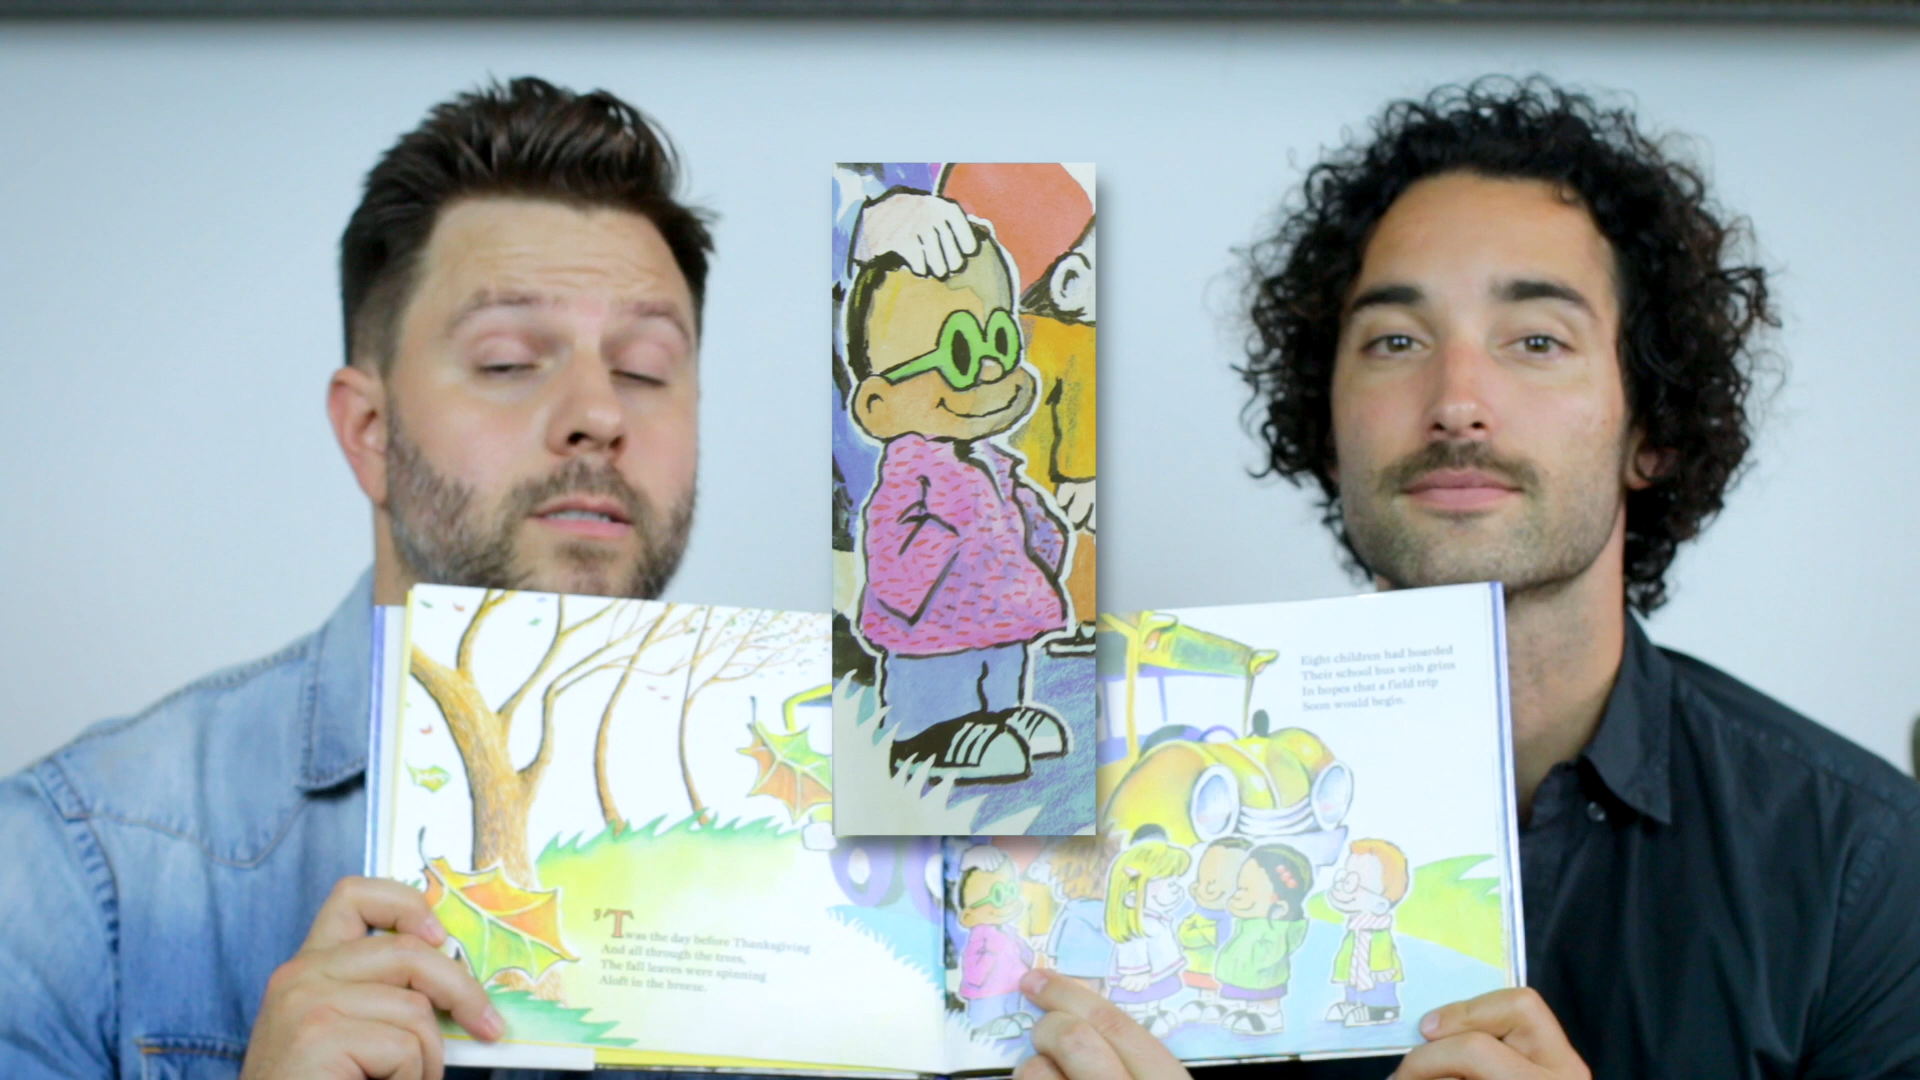 'Twas the day before Thanksgiving
And all through the trees,
The fall leaves were spinning
Aloft in the breeze.
Eight children had boarded
Their school bus with grins
In hopes that a field trip
Soon would begin.